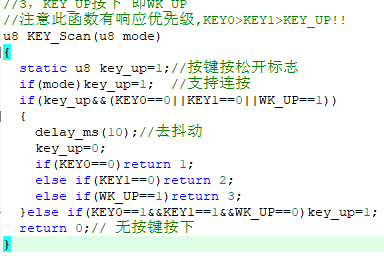 //3, KEY_UP按下 即WK_UP
//注意此函数有响应优先级,KEY0>KEY1>KEY_UP!!
u8 KEY_Scan(u8 mode)
{
static u8 key_up=1;//按键按松开标志
if(mode)key_up=1; //支持连按
if(key_up&&(KEY0==0||KEY1==0||WK_UP==1))
{
delay_ms(10);//去抖动
key_up=0;
if(KEY0==0)return 1;
else if(KEY1==0)return 2;
else if(WK_UP==1)return 3;
}else if(KEY0==1&&KEY1==1&&WK_UP==0)key_up=1;
return 0;// 无按键按下
}